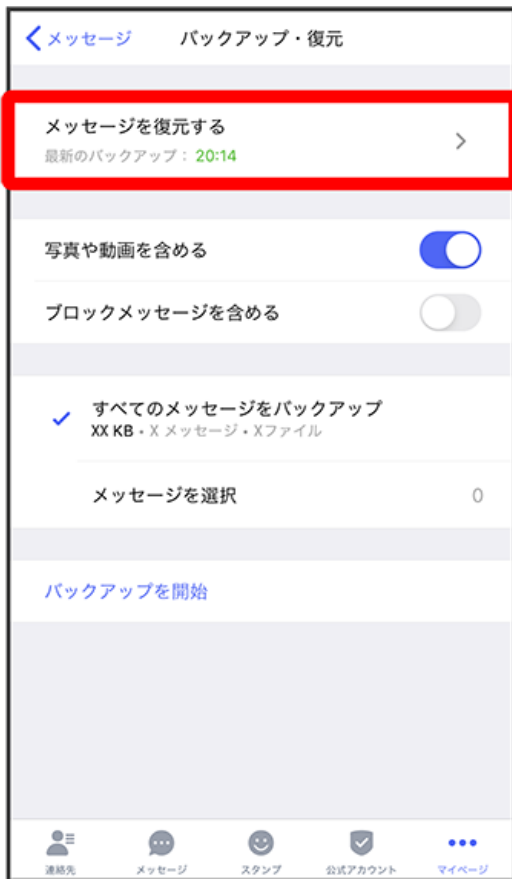 メッセージ バックアップ・復元
メッセージを復元する
最新のバックアップ： 20:14
写真や動画を含める
ブロックメッセージを含める
すべてのメッセージをバックアップ
XX KB • X メッセージ • Xファイル
メッセージを選択 0
バックアップを開始
連絡先 メッセージ スタンプ 公式アカウント マイページ